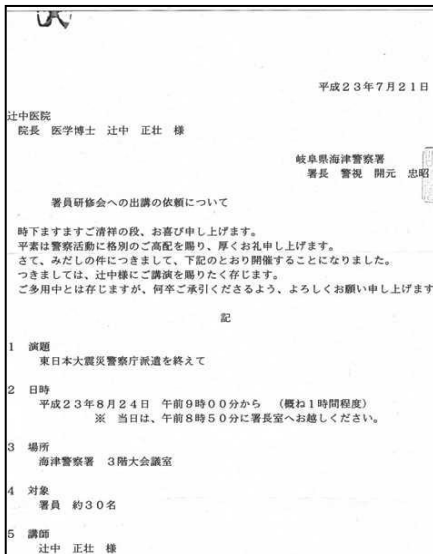 平成23年7月21日
辻中医院
院長 医学博士 辻中 正壮 様
岐阜県海津警察署
署長 警視 開元 忠昭
署員研修会への出講の依頼について
時下ますますご清祥の段、お喜び申し上げます。
平素は警察活動に格別のご高配を賜り、厚くお礼申し上げます。
さて、みだしの件につきまして、下記のとおり開催することになりました。
つきましては、辻中様にご講演を賜りたく存じます。
ご多用中とは存じますが、何卒ご承引くださるよう、よろしくお願い申し上げます
記
1 演題
東日本大震災警察庁派遣を終えて
2 日時
平成23年8月24日 午前9時00分から (概ね1時間程度)
※ 当日は、午前8時50分に署長室へお越しください。
3 場所
海津警察署 3階大会議室
4 対象
署員 約30名
5 講師
辻中 正壮 様